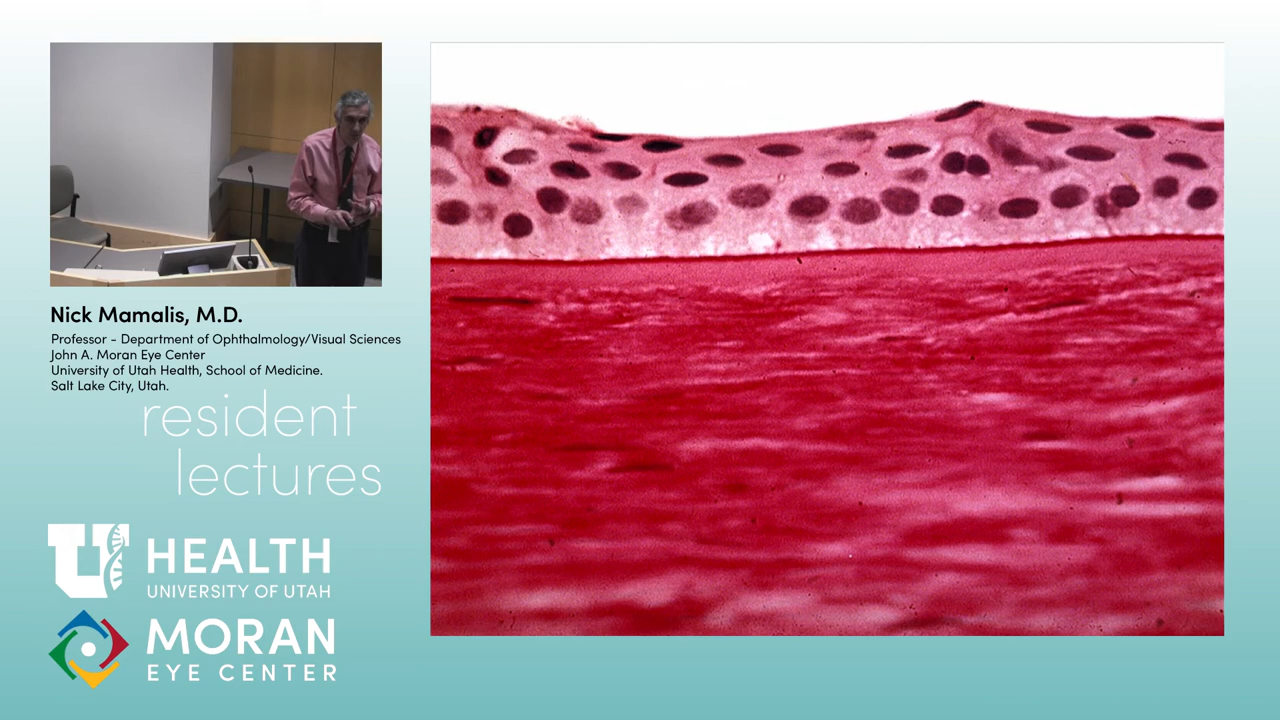 Nick Mamalis, M.D.
Professor - Department of Ophthalmology/Visual Sciences
John A. Moran Eye Center
University of Utah Health, School of Medicine.
Salt Lake City, Utah.
resident
lectures
U HEALTH
UNIVERSITY OF UTAH
MORAN
EYE CENTER